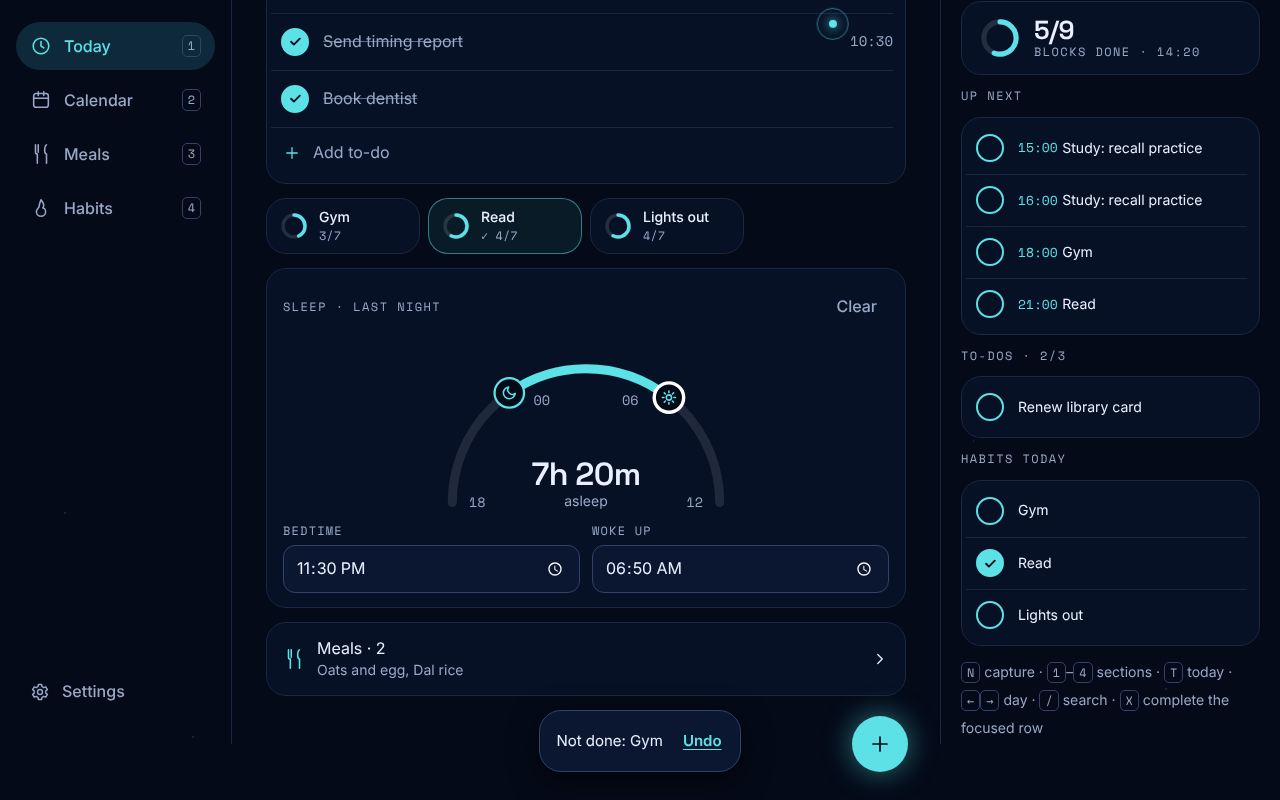 Today 1
Calendar 2
Meals 3
Habits 4
Settings
Send timing report 10:30
Book dentist
Add to-do
Gym
3/7
Read
✓ 4/7
Lights out
4/7
SLEEP · LAST NIGHT
Clear
00 06
7h 20m
18 asleep 12
BEDTIME
11:30 PM
WOKE UP
06:50 AM
Meals · 2
Oats and egg, Dal rice
Not done: Gym Undo
5/9
BLOCKS DONE · 14:20
UP NEXT
15:00 Study: recall practice
16:00 Study: recall practice
18:00 Gym
21:00 Read
TO-DOS · 2/3
Renew library card
HABITS TODAY
Gym
Read
Lights out
N capture · 1–4 sections · T today ·
←→ day · / search · X complete the
focused row